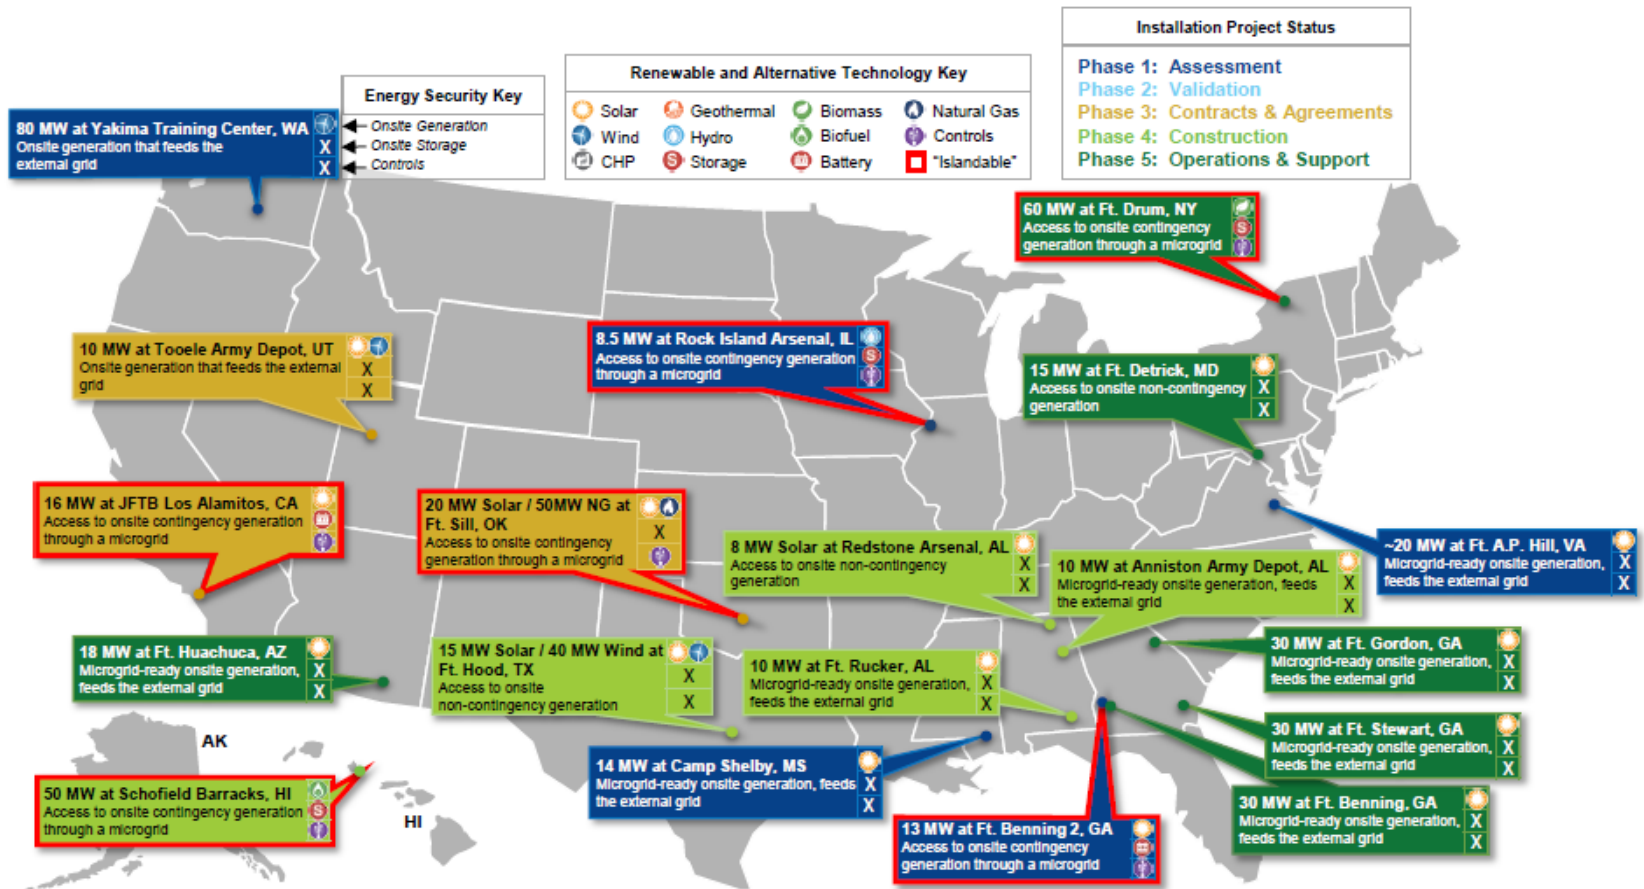 Installation Project Status
Phase 1: Assessment
Phase 2: Validation
Phase 3: Contracts & Agreements
Phase 4: Construction
Phase 5: Operations & Support
Renewable and Alternative Technology Key
Solar
Geothermal
Biomass
Natural Gas
Wind
Hydro
Biofuel
Controls
CHP
Storage
Battery
"Islandable"
Energy Security Key
Onsite Generation
Onsite Storage
Controls
80 MW at Yakima Training Center, WA
Onsite generation that feeds the
X
external grid
X
60 MW at Ft. Drum, NY
Access to onsite contingency
S
generation through a microgrid
10 MW at Tooele Army Depot, UT
Onsite generation that feeds the external
X
grid
X
8.5 MW at Rock Island Arsenal, IL
Access to onsite contingency generation
S
through a microgrid
15 MW at Ft. Detrick, MD
Access to onsite non-contingency
X
generation
X
16 MW at JFTB Los Alamitos, CA
Access to onsite contingency generation
through a microgrid
20 MW Solar / 50MW NG at
Ft. Sill, OK
X
Access to onsite contingency
generation through a microgrid
8 MW Solar at Redstone Arsenal, AL
Access to onsite non-contingency
X
generation
X
10 MW at Anniston Army Depot, AL
Microgrid-ready onsite generation, feeds
X
the external grid
X
~20 MW at Ft. A.P. Hill, VA
Microgrid-ready onsite generation,
X
feeds the external grid
X
18 MW at Ft. Huachuca, AZ
Microgrid-ready onsite generation,
X
feeds the external grid
X
15 MW Solar / 40 MW Wind at
Ft. Hood, TX
X
Access to onsite
non-contingency generation
X
10 MW at Ft. Rucker, AL
Microgrid-ready onsite generation,
X
feeds the external grid
X
30 MW at Ft. Gordon, GA
Microgrid-ready onsite generation,
X
feeds the external grid
X
30 MW at Ft. Stewart, GA
Microgrid-ready onsite generation,
X
feeds the external grid
X
AK
14 MW at Camp Shelby, MS
Microgrid-ready onsite generation, feeds
X
the external grid
X
50 MW at Schofield Barracks, HI
Access to onsite contingency generation
S
through a microgrid
HI
30 MW at Ft. Benning, GA
Microgrid-ready onsite generation,
X
feeds the external grid
X
13 MW at Ft. Benning 2, GA
Access to onsite contingency
generation through a microgrid